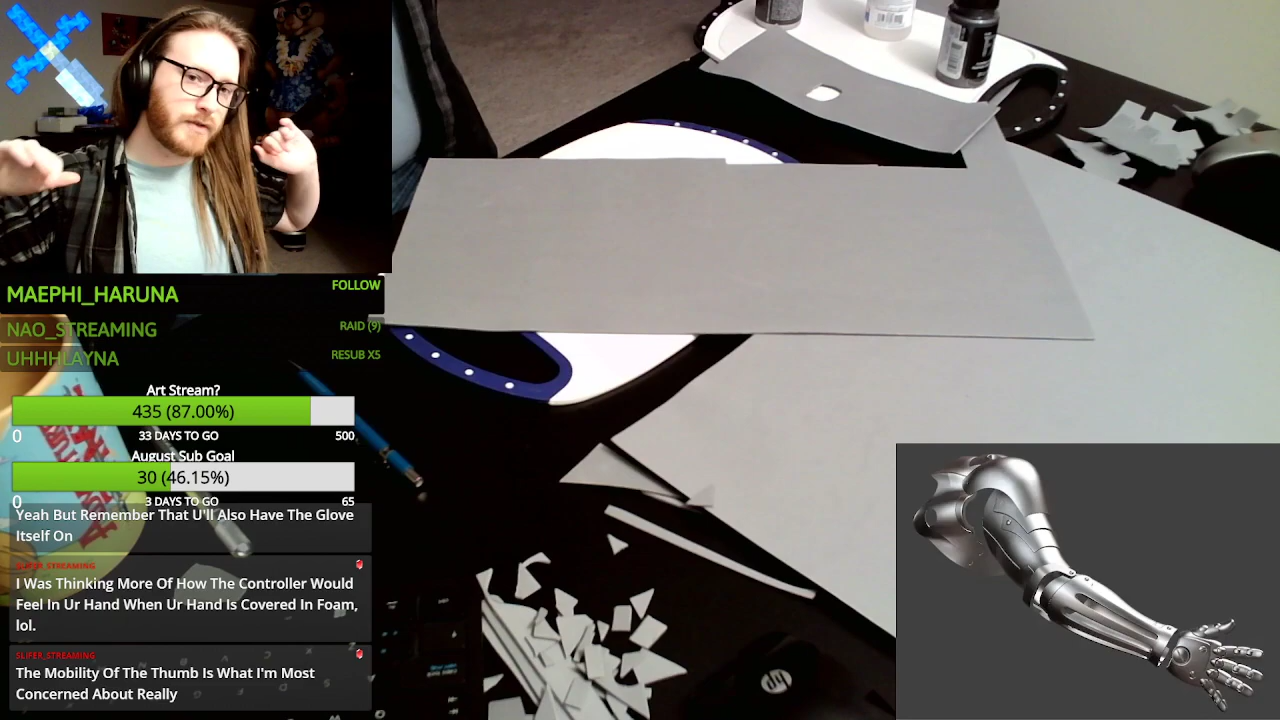 MAEPHI_HARUNA
FOLLOW
NAO_STREAMING
RAID (9)
UHHHLAYNA
RESUB X5
Art Stream?
435 (87.00%)
0
33 DAYS TO GO
500
August Sub Goal
30 (46.15%)
0
3 DAYS TO GO
65
Yeah But Remember That U'll Also Have The Glove
Itself On
SLIFER_STREAMING
I Was Thinking More Of How The Controller Would
Feel In Ur Hand When Ur Hand Is Covered In Foam,
lol.
SLIFER_STREAMING
The Mobility Of The Thumb Is What I'm Most
Concerned About Really
hp